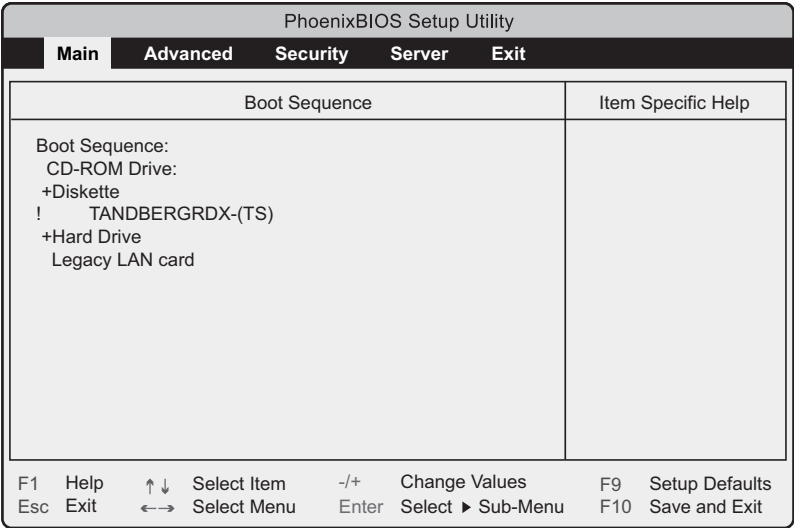 PhoenixBIOS Setup Utility
Main Advanced Security Server Exit
Boot Sequence Item Specific Help
Boot Sequence:
CD-ROM Drive:
+Diskette
! TANDBERGRDX-(TS)
+Hard Drive
Legacy LAN card
F1 Help ↑↓ Select Item -/+ Change Values F9 Setup Defaults
Esc Exit ←→ Select Menu Enter Select ▶ Sub-Menu F10 Save and Exit